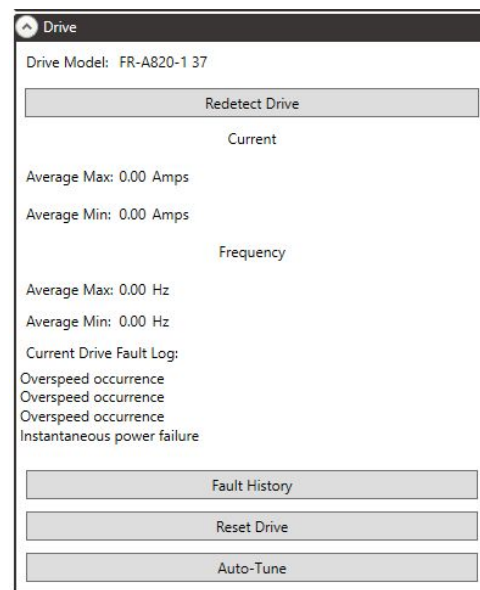 Drive
Drive Model: FR-A820-1 37
Redetect Drive
Current
Average Max: 0.00 Amps
Average Min: 0.00 Amps
Frequency
Average Max: 0.00 Hz
Average Min: 0.00 Hz
Current Drive Fault Log:
Overspeed occurrence
Overspeed occurrence
Overspeed occurrence
Instantaneous power failure
Fault History
Reset Drive
Auto-Tune